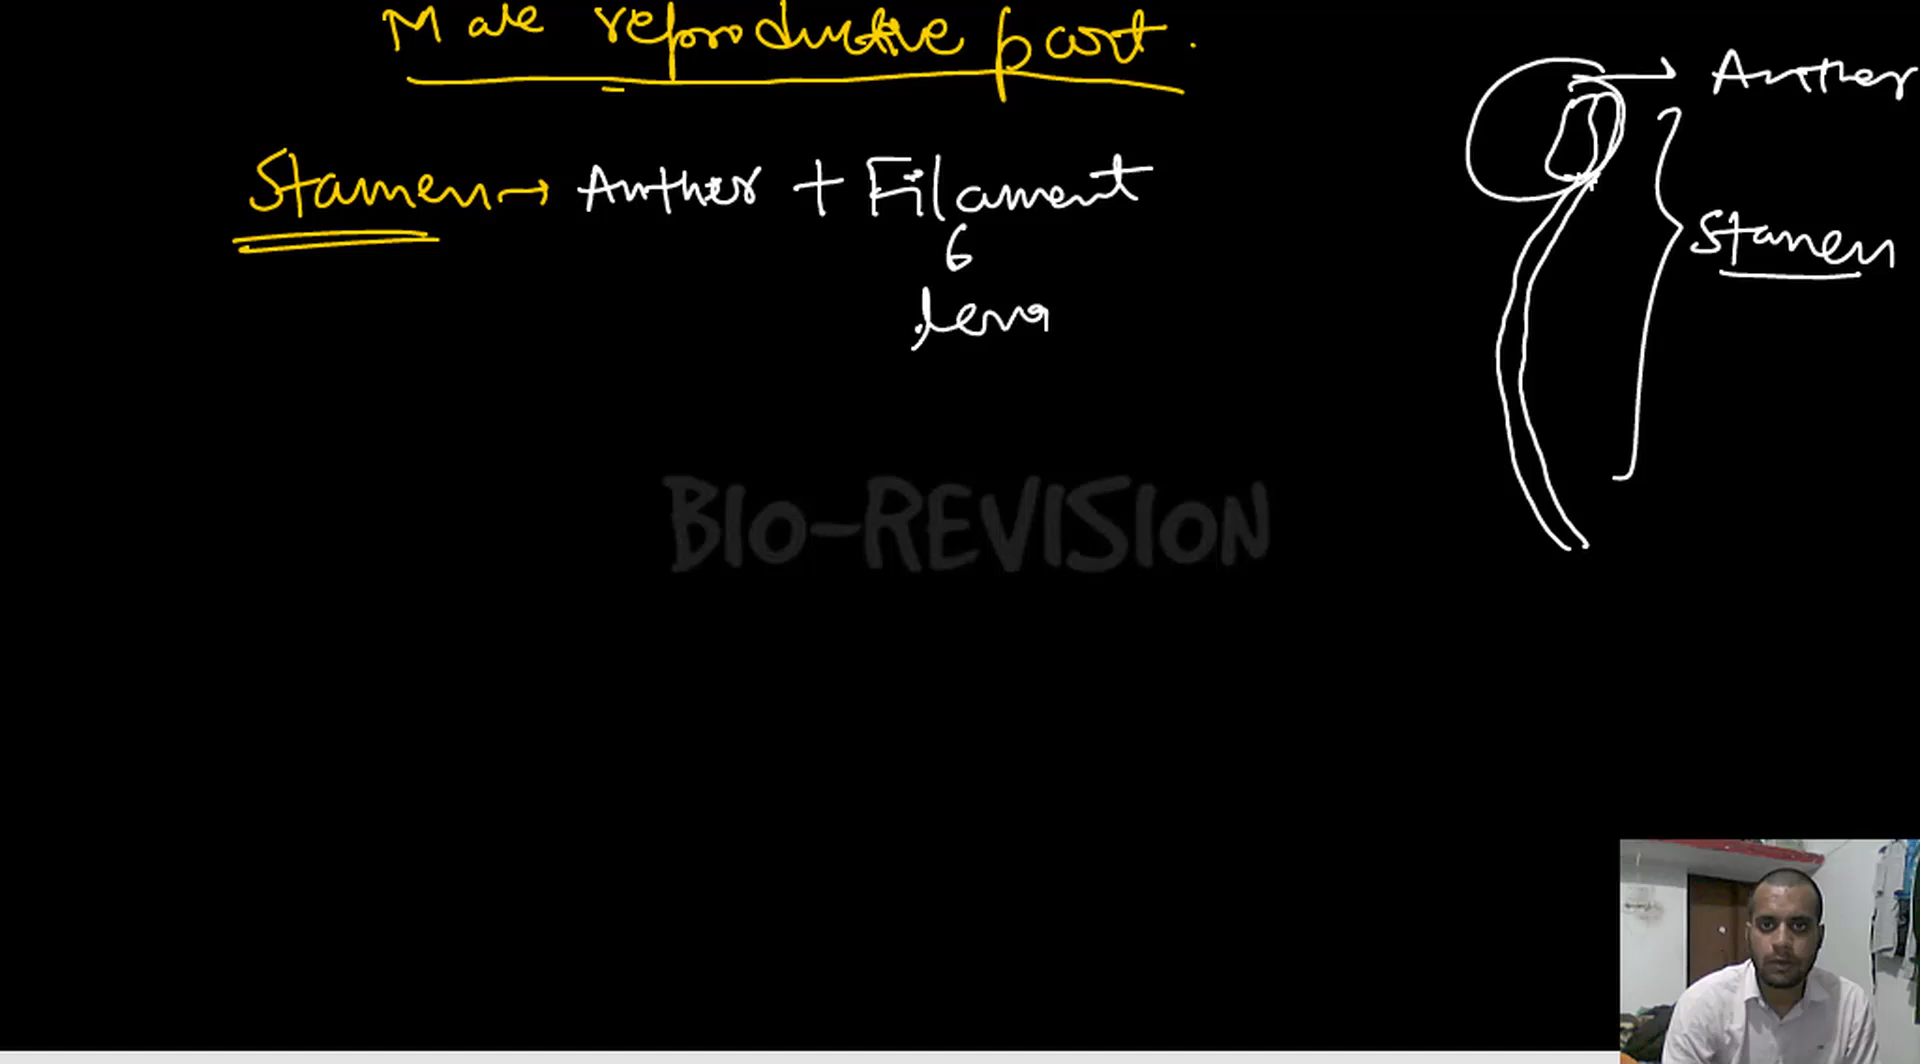 Male reproductive part.
Stamen → Anther + Filament
Anther
Stamen
BIO-REVISION